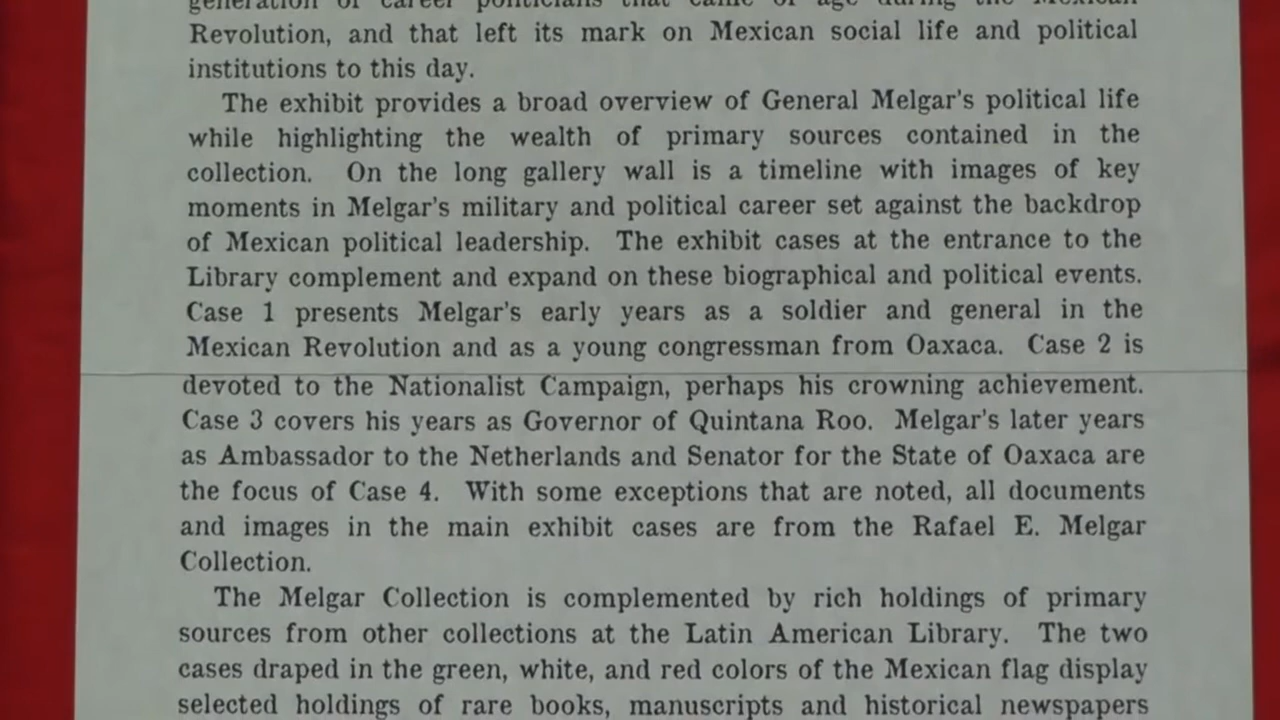 generation of career politicians that came of age during the Mexican
Revolution, and that left its mark on Mexican social life and political
institutions to this day.
The exhibit provides a broad overview of General Melgar's political life
while highlighting the wealth of primary sources contained in the
collection. On the long gallery wall is a timeline with images of key
moments in Melgar's military and political career set against the backdrop
of Mexican political leadership. The exhibit cases at the entrance to the
Library complement and expand on these biographical and political events.
Case 1 presents Melgar's early years as a soldier and general in the
Mexican Revolution and as a young congressman from Oaxaca. Case 2 is
devoted to the Nationalist Campaign, perhaps his crowning achievement.
Case 3 covers his years as Governor of Quintana Roo. Melgar's later years
as Ambassador to the Netherlands and Senator for the State of Oaxaca are
the focus of Case 4. With some exceptions that are noted, all documents
and images in the main exhibit cases are from the Rafael E. Melgar
Collection.
The Melgar Collection is complemented by rich holdings of primary
sources from other collections at the Latin American Library. The two
cases draped in the green, white, and red colors of the Mexican flag display
selected holdings of rare books, manuscripts and historical newspapers